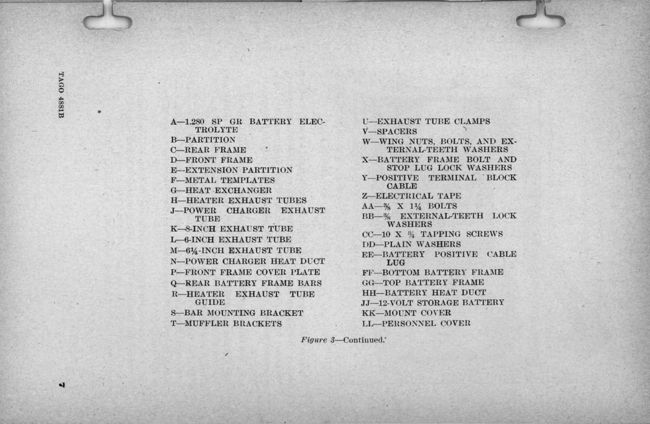 TAGO 4881B
A—1.280 SP GR BATTERY ELEC-
TROLYTE
B—PARTITION
C—REAR FRAME
D—FRONT FRAME
E—EXTENSION PARTITION
F—METAL TEMPLATES
G—HEAT EXCHANGER
H—HEATER EXHAUST TUBES
J—POWER CHARGER EXHAUST
TUBE
K—8-INCH EXHAUST TUBE
L—6-INCH EXHAUST TUBE
M—6¼-INCH EXHAUST TUBE
N—POWER CHARGER HEAT DUCT
P—FRONT FRAME COVER PLATE
Q—REAR BATTERY FRAME BARS
R—HEATER EXHAUST TUBE
GUIDE
S—BAR MOUNTING BRACKET
T—MUFFLER BRACKETS
U—EXHAUST TUBE CLAMPS
V—SPACERS
W—WING NUTS, BOLTS, AND EX-
TERNAL-TEETH WASHERS
X—BATTERY FRAME BOLT AND
STOP LUG LOCK WASHERS
Y—POSITIVE TERMINAL BLOCK
CABLE
Z—ELECTRICAL TAPE
AA— X 1¼ BOLTS
BB— EXTERNAL-TEETH LOCK
WASHERS
CC—10 X ¾ TAPPING SCREWS
DD—PLAIN WASHERS
EE—BATTERY POSITIVE CABLE
LUG
FF—BOTTOM BATTERY FRAME
GG—TOP BATTERY FRAME
HH—BATTERY HEAT DUCT
JJ—12-VOLT STORAGE BATTERY
KK—MOUNT COVER
LL—PERSONNEL COVER
Figure 3—Continued.
7